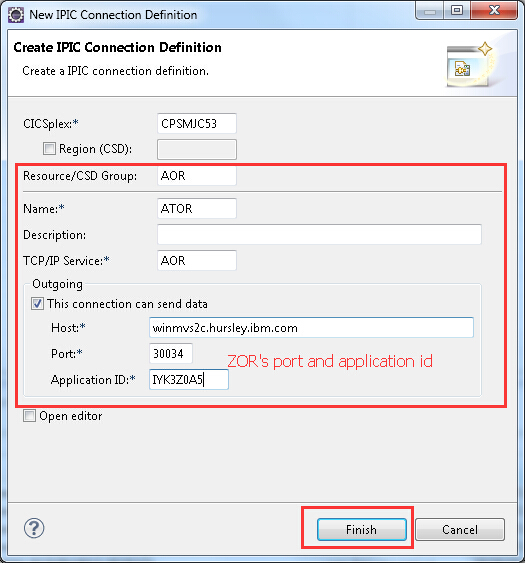 New IPIC Connection Definition
Create IPIC Connection Definition
Create a IPIC connection definition.
CICSplex:* CPSMJC53
Region (CSD):
Resource/CSD Group: AOR
Name:* ATOR
Description:
TCP/IP Service:* AOR
Outgoing
This connection can send data
Host:* winmvs2c.hursley.ibm.com
Port:* 30034
ZOR's port and application id
Application ID:* IYK3Z0A5
Open editor
? Finish Cancel